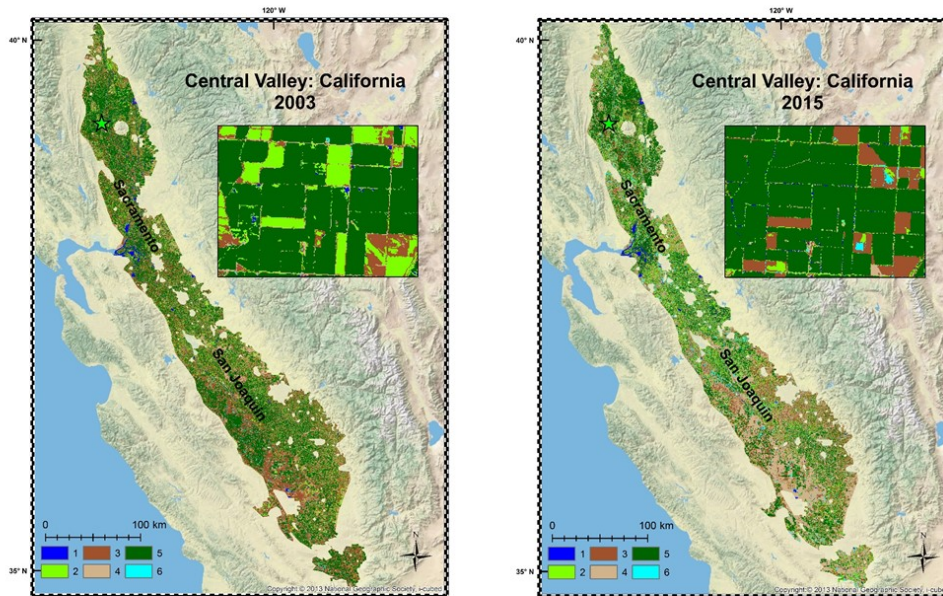 120° W
40° N
Central Valley: California
2003
Sacramento
San Joaquin
0 100 km
1 3 5
2 4 6
35° N
Copyright © 2013 National Geographic Society, i-cubed
120° W
40° N
Central Valley: California
2015
Sacramento
San Joaquin
0 100 km
1 3 5
2 4 6
35° N
Copyright © 2013 National Geographic Society, i-cubed